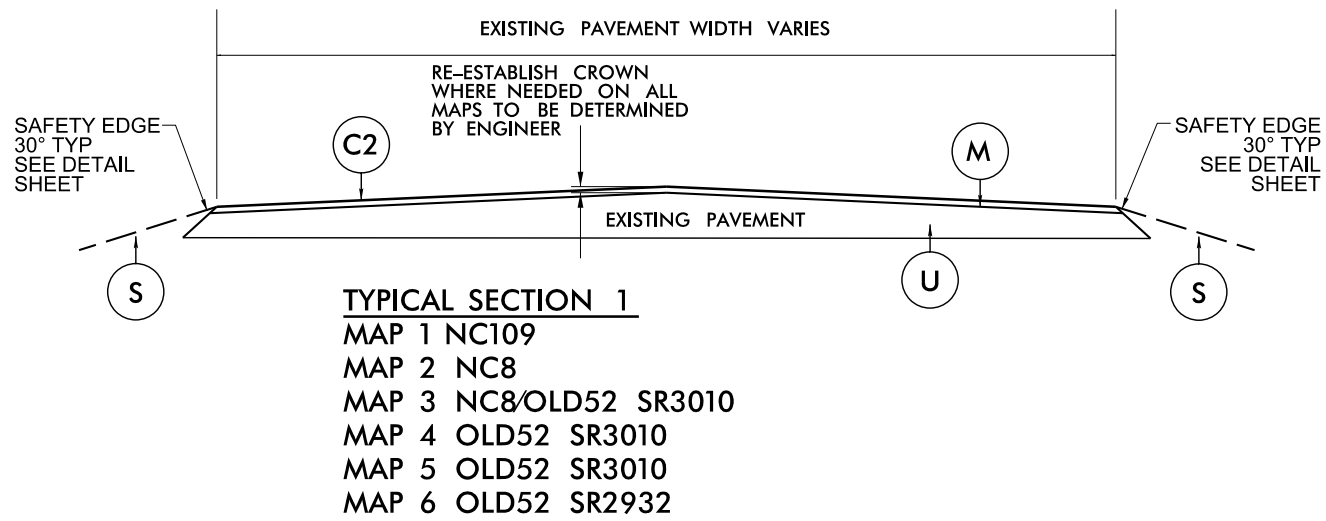 EXISTING PAVEMENT WIDTH VARIES
RE-ESTABLISH CROWN
WHERE NEEDED ON ALL
MAPS TO BE DETERMINED
BY ENGINEER
SAFETY EDGE
30° TYP
SEE DETAIL
SHEET
C2
M
SAFETY EDGE
30° TYP
SEE DETAIL
SHEET
EXISTING PAVEMENT
S
U
S
TYPICAL SECTION 1
MAP 1 NC109
MAP 2 NC8
MAP 3 NC8/OLD52 SR3010
MAP 4 OLD52 SR3010
MAP 5 OLD52 SR3010
MAP 6 OLD52 SR2932